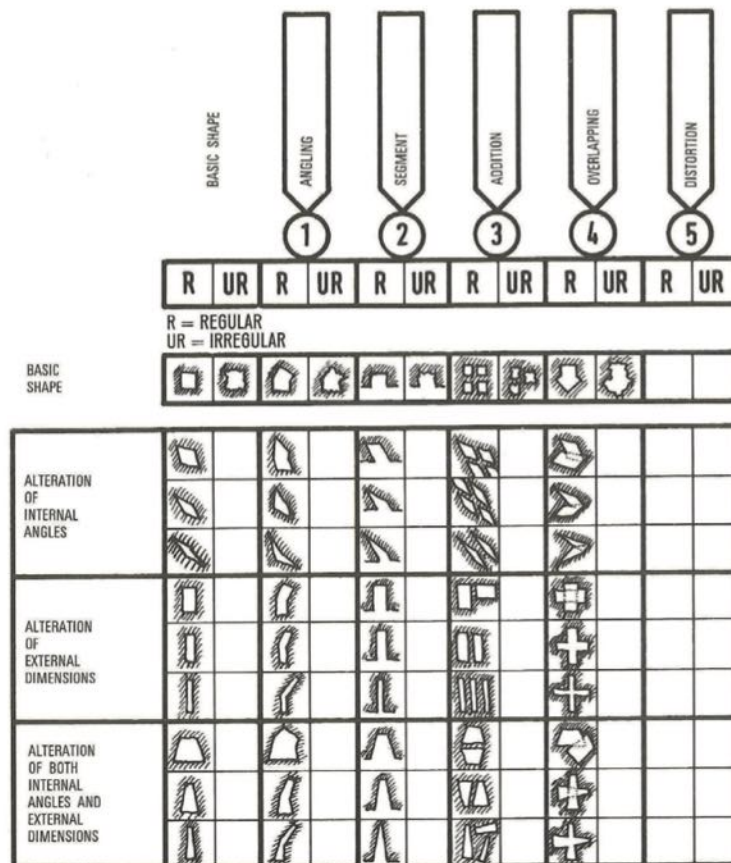 BASIC SHAPE
ANGLING
SEGMENT
ADDITION
OVERLAPPING
DISTORTION
1 2 3 4 5
R UR R UR R UR R UR R UR R UR
R = REGULAR
UR = IRREGULAR
BASIC
SHAPE
ALTERATION
OF
INTERNAL
ANGLES
ALTERATION
OF
EXTERNAL
DIMENSIONS
ALTERATION
OF BOTH
INTERNAL
ANGLES AND
EXTERNAL
DIMENSIONS